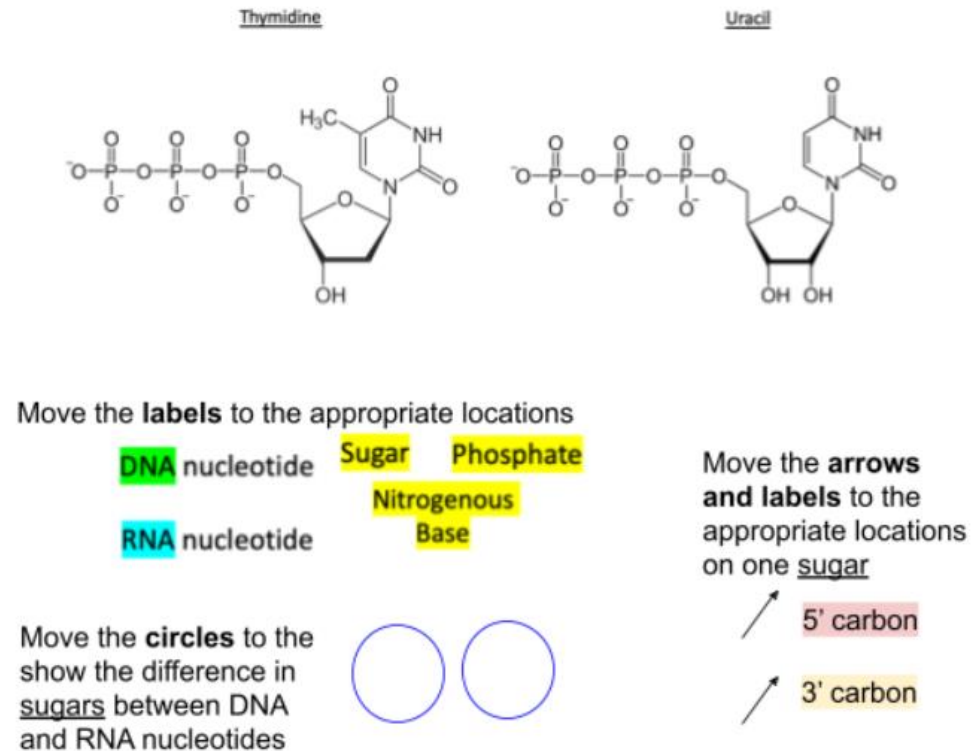 Thymidine
Uracil
O
H₃C
NH
O O O
⁻O-P-O-P-O-P-O
O⁻ O⁻ O⁻
O
N
O
OH
O
NH
O O O
⁻O-P-O-P-O-P-O
O⁻ O⁻ O⁻
O
N
O
OH OH
Move the labels to the appropriate locations
DNA nucleotide
Sugar
Phosphate
Nitrogenous
Base
RNA nucleotide
Move the arrows
and labels to the
appropriate locations
on one sugar
5' carbon
3' carbon
Move the circles to the
show the difference in
sugars between DNA
and RNA nucleotides